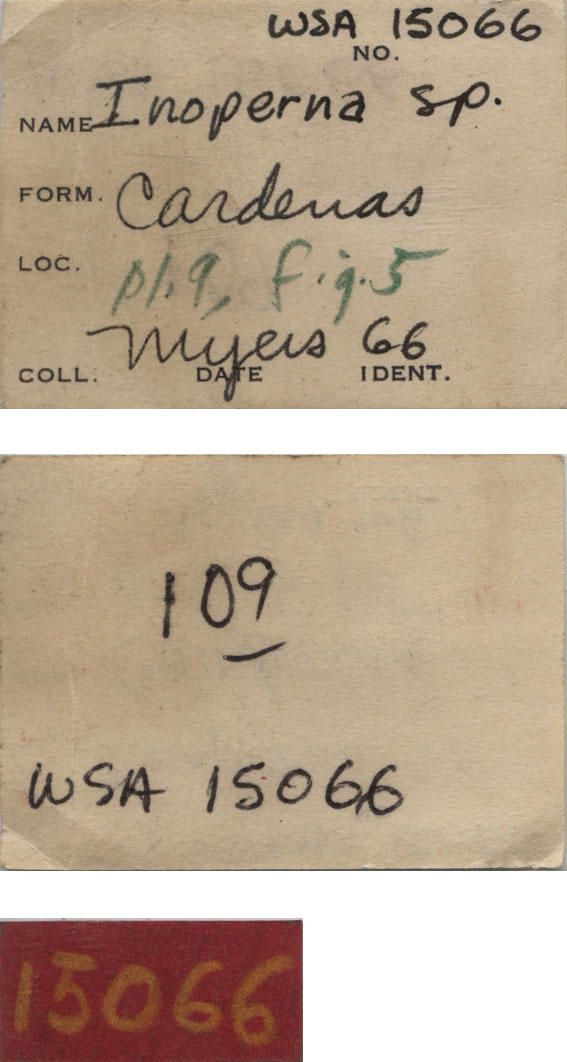 WSA 15066
NO.
NAME Inoperna sp.
FORM. Cardenas
LOC.
pl. 9, fig. 5
Myers 66
COLL. DATE IDENT.
109
WSA 15066
15066